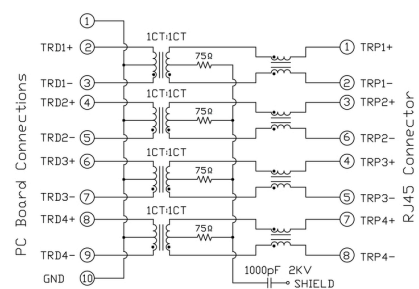 1
1CT:1CT
TRD1+ 2 75Ω 1 TRP1+
TRD1- 3 2 TRP1-
1CT:1CT
TRD2+ 4 75Ω 3 TRP2+
TRD2- 5 6 TRP2-
1CT:1CT
TRD3+ 6 75Ω 4 TRP3+
TRD3- 7 5 TRP3-
1CT:1CT
TRD4+ 8 75Ω 7 TRP4+
TRD4- 9 8 TRP4-
GND 10
1000pF 2KV
SHIELD
PC Board Connections
RJ45 Connector